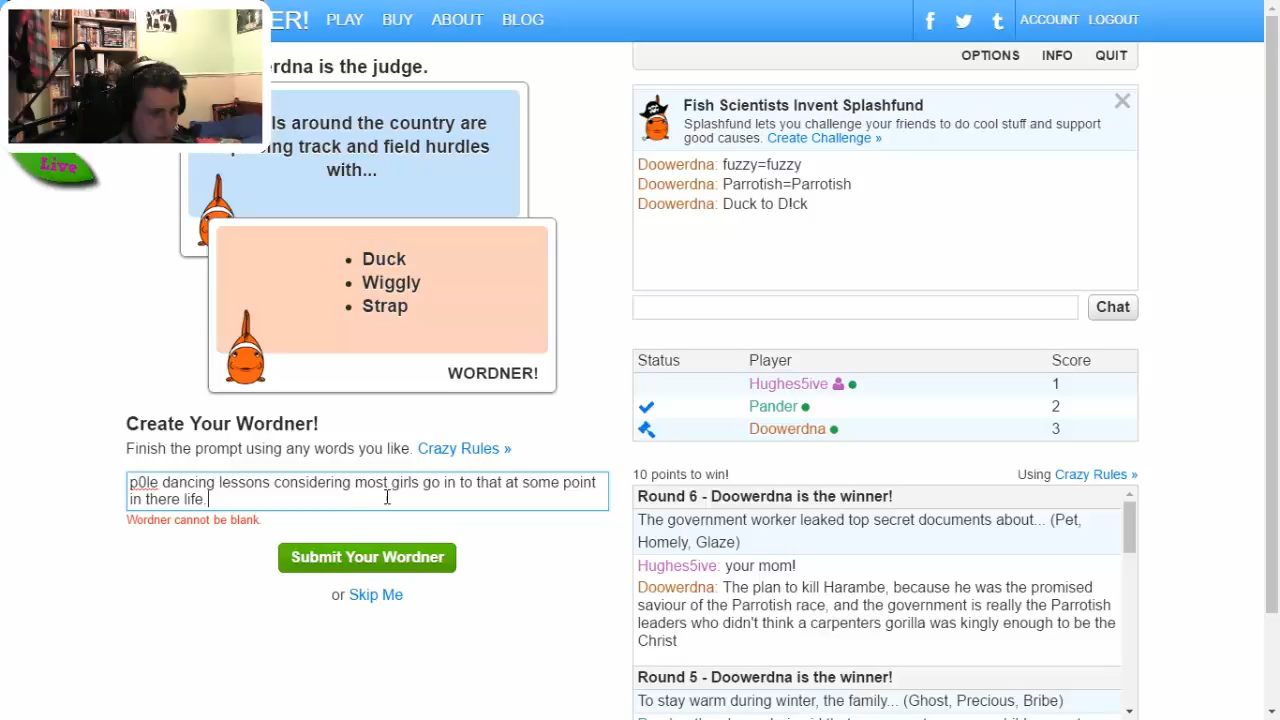 ER! PLAY BUY ABOUT BLOG
ACCOUNT LOGOUT
OPTIONS INFO QUIT
rdna is the judge.
ls around the country are
ing track and field hurdles
with...
Live
Duck
Wiggly
Strap
WORDNER!
Create Your Wordner!
Finish the prompt using any words you like. Crazy Rules »
p0le dancing lessons considering most girls go in to that at some point
in there life.
Wordner cannot be blank.
Submit Your Wordner
or Skip Me
Fish Scientists Invent Splashfund
Splashfund lets you challenge your friends to do cool stuff and support
good causes. Create Challenge »
Doowerdna: fuzzy=fuzzy
Doowerdna: Parrotish=Parrotish
Doowerdna: Duck to D!ck
Chat
Status Player Score
Hughes5ive 1
Pander 2
Doowerdna 3
10 points to win! Using Crazy Rules »
Round 6 - Doowerdna is the winner!
The government worker leaked top secret documents about... (Pet,
Homely, Glaze)
Hughes5ive: your mom!
Doowerdna: The plan to kill Harambe, because he was the promised
saviour of the Parrotish race, and the government is really the Parrotish
leaders who didn't think a carpenters gorilla was kingly enough to be the
Christ
Round 5 - Doowerdna is the winner!
To stay warm during winter, the family... (Ghost, Precious, Bribe)